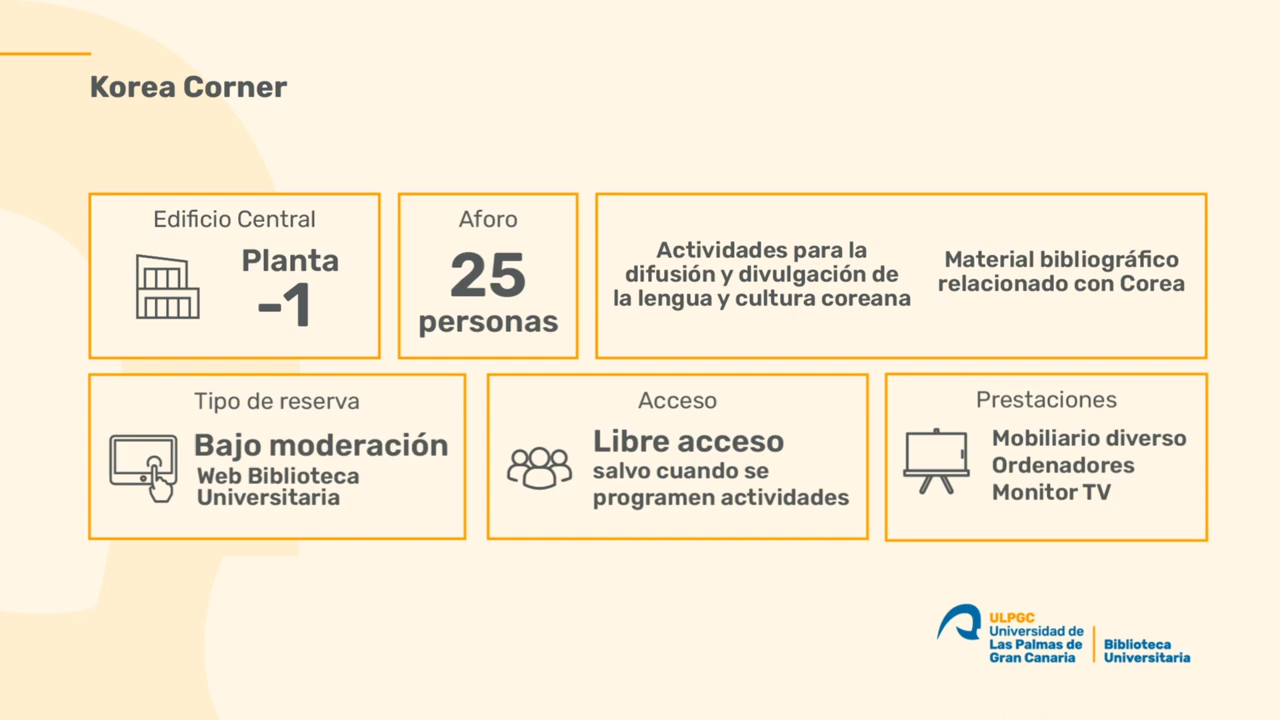 Korea Corner
Edificio Central
Planta
-1
Aforo
25
personas
Actividades para la
difusión y divulgación de
la lengua y cultura coreana
Material bibliográfico
relacionado con Corea
Tipo de reserva
Bajo moderación
Web Biblioteca
Universitaria
Acceso
Libre acceso
salvo cuando se
programen actividades
Prestaciones
Mobiliario diverso
Ordenadores
Monitor TV
ULPGC
Universidad de
Las Palmas de
Gran Canaria
Biblioteca
Universitaria